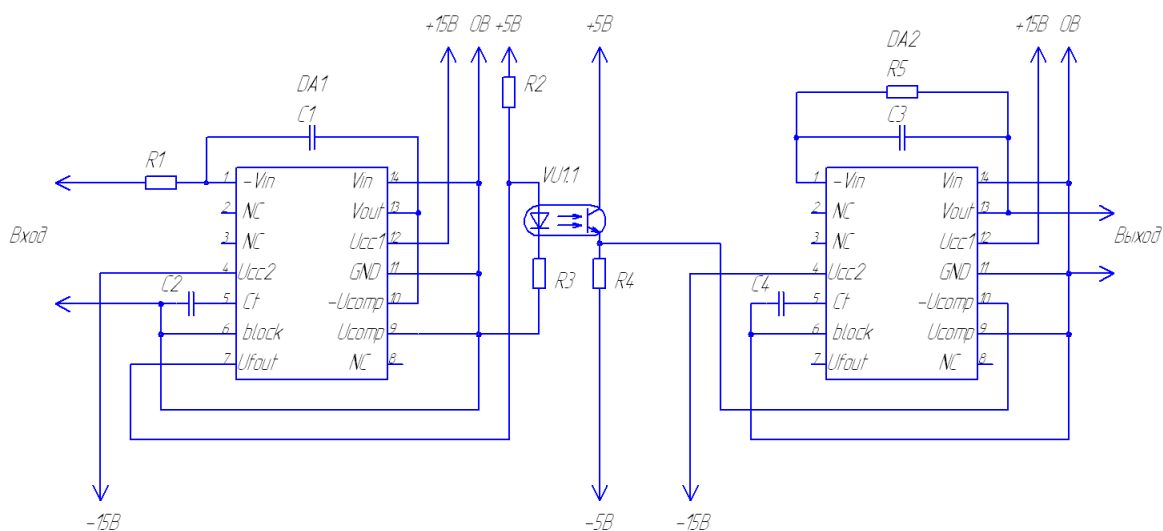 +15В 0В +5В
+5В
+15В 0В
DA1
C1
R1
R2
VU1.1
DA2
R5
C3
Вход
1 -Vin Vin 14
2 NC Vout 13
3 NC Ucc1 12
4 Ucc2 GND 11
5 Ct -Ucomp 10
6 block Ucomp 9
7 Ufout NC 8
C2
R3
R4
1 -Vin Vin 14
2 NC Vout 13
3 NC Ucc1 12
4 Ucc2 GND 11
5 Ct -Ucomp 10
6 block Ucomp 9
7 Ufout NC 8
C4
Выход
-15В
-5В
-15В